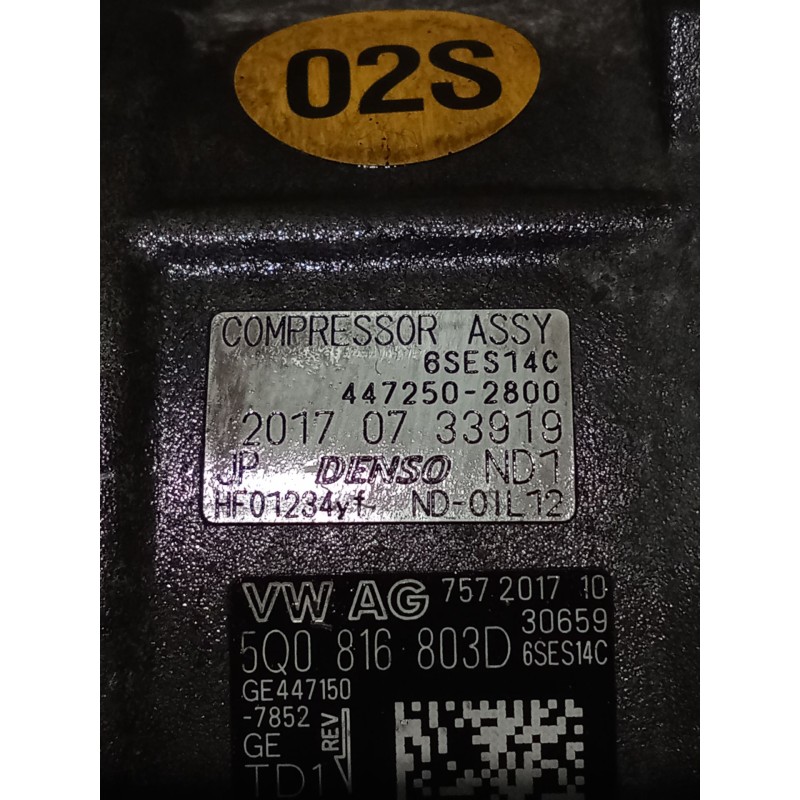 02S
COMPRESSOR ASSY
6SES14C
447250-2800
2017 07 33919
JP DENSO ND1
HFO1234yf ND-OIL12
VW AG 757 2017 10
30659
5Q0 816 803D 6SES14C
GE447150
-7852
GE REV
TD1